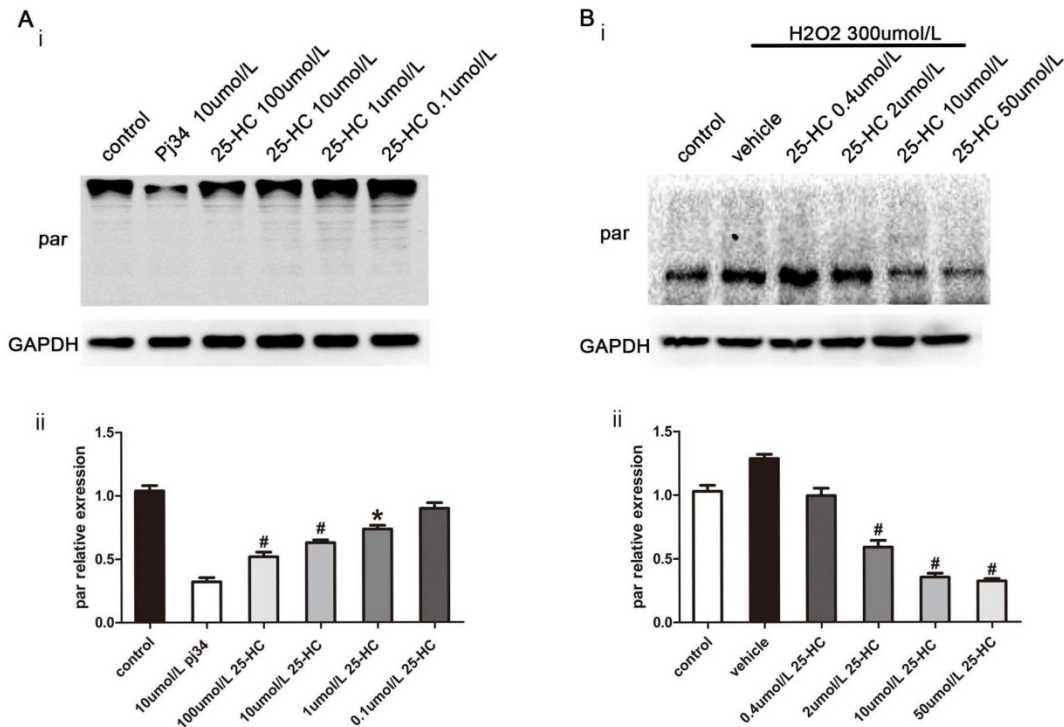 A
i
control
Pj34 10umol/L
25-HC 100umol/L
25-HC 10umol/L
25-HC 1umol/L
25-HC 0.1umol/L
par
GAPDH
ii
par relative exression
1.5
1.0
0.5
0.0
#
#
*
control
10umol/L pj34
100umol/L 25-HC
10umol/L 25-HC
1umol/L 25-HC
0.1umol/L 25-HC
B
i
H2O2 300umol/L
control
vehicle
25-HC 0.4umol/L
25-HC 2umol/L
25-HC 10umol/L
25-HC 50umol/L
par
GAPDH
ii
par relative exression
1.5
1.0
0.5
0.0
#
#
#
control
vehicle
0.4umol/L 25-HC
2umol/L 25-HC
10umol/L 25-HC
50umol/L 25-HC